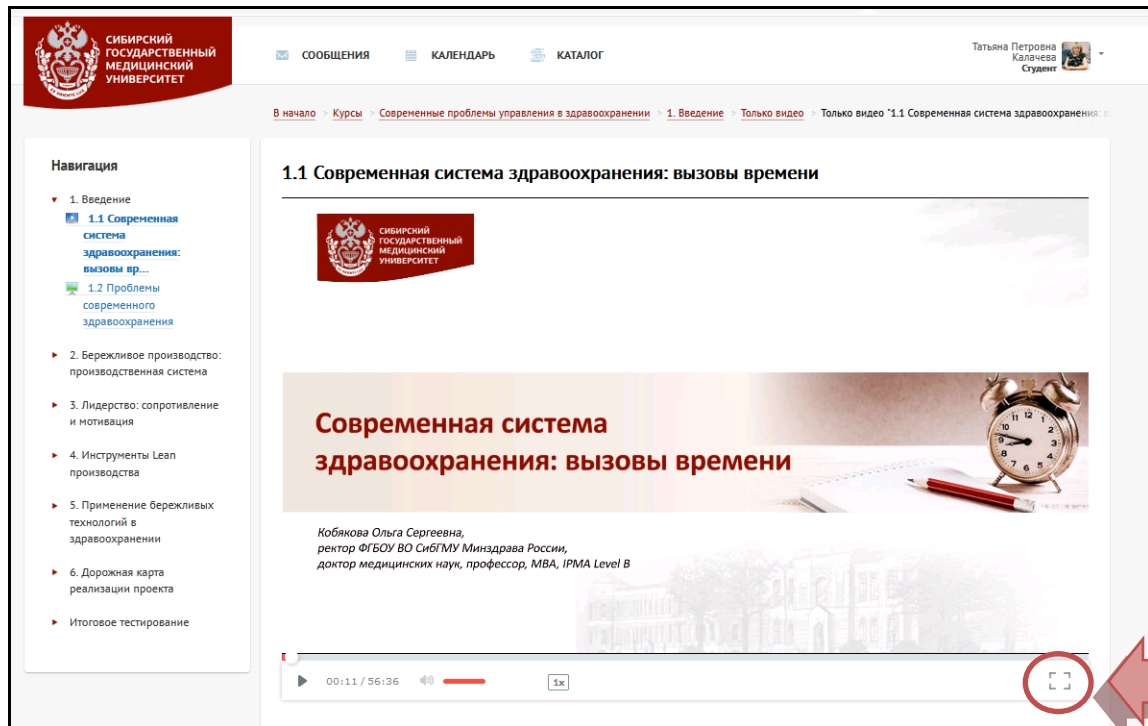 СИБИРСКИЙ
ГОСУДАРСТВЕННЫЙ
МЕДИЦИНСКИЙ
УНИВЕРСИТЕТ
СООБЩЕНИЯ КАЛЕНДАРЬ КАТАЛОГ
Татьяна Петровна
Калачева
Студент
В начало > Курсы > Современные проблемы управления в здравоохранении > 1. Введение > Только видео > Только видео "1.1 Современная система здравоохранения:
Навигация
1. Введение
1.1 Современная
система
здравоохранения:
вызовы вр...
1.2 Проблемы
современного
здравоохранения
2. Бережливое производство:
производственная система
3. Лидерство: сопротивление
и мотивация
4. Инструменты Lean
производства
5. Применение бережливых
технологий в
здравоохранении
6. Дорожная карта
реализации проекта
Итоговое тестирование
1.1 Современная система здравоохранения: вызовы времени
СИБИРСКИЙ
ГОСУДАРСТВЕННЫЙ
МЕДИЦИНСКИЙ
УНИВЕРСИТЕТ
Современная система
здравоохранения: вызовы времени
Кобякова Ольга Сергеевна,
ректор ФГБОУ ВО СибГМУ Минздрава России,
доктор медицинских наук, профессор, MBA, IPMA Level B
00:11 / 56:36 1x